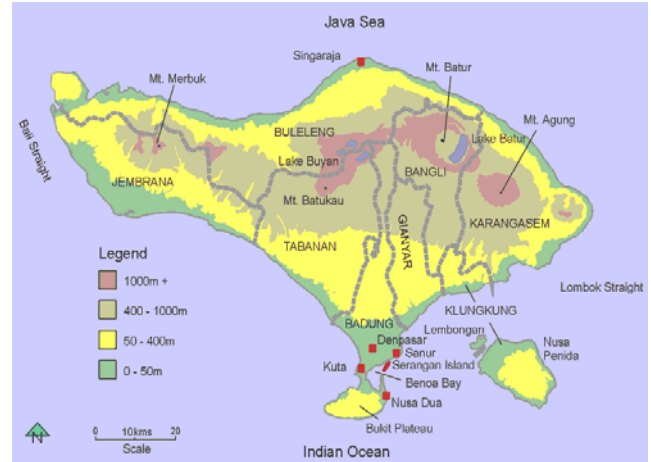 Java Sea
Singaraja
Mt. Merbuk
Mt. Batur
Mt. Agung
Bali Straight
BULELENG
Lake Batur
Lake Buyan
BANGLI
JEMBRANA
Mt. Batukau
GIANYAR
KARANGASEM
TABANAN
Legend
1000m +
400 - 1000m
50 - 400m
0 - 50m
Lombok Straight
KLUNGKUNG
BADUNG
Lembongan
Denpasar
Sanur
Nusa
Penida
Kuta
Serangan Island
Benoa Bay
Nusa Dua
Bukit Plateau
N
0 10kms 20
Scale
Indian Ocean